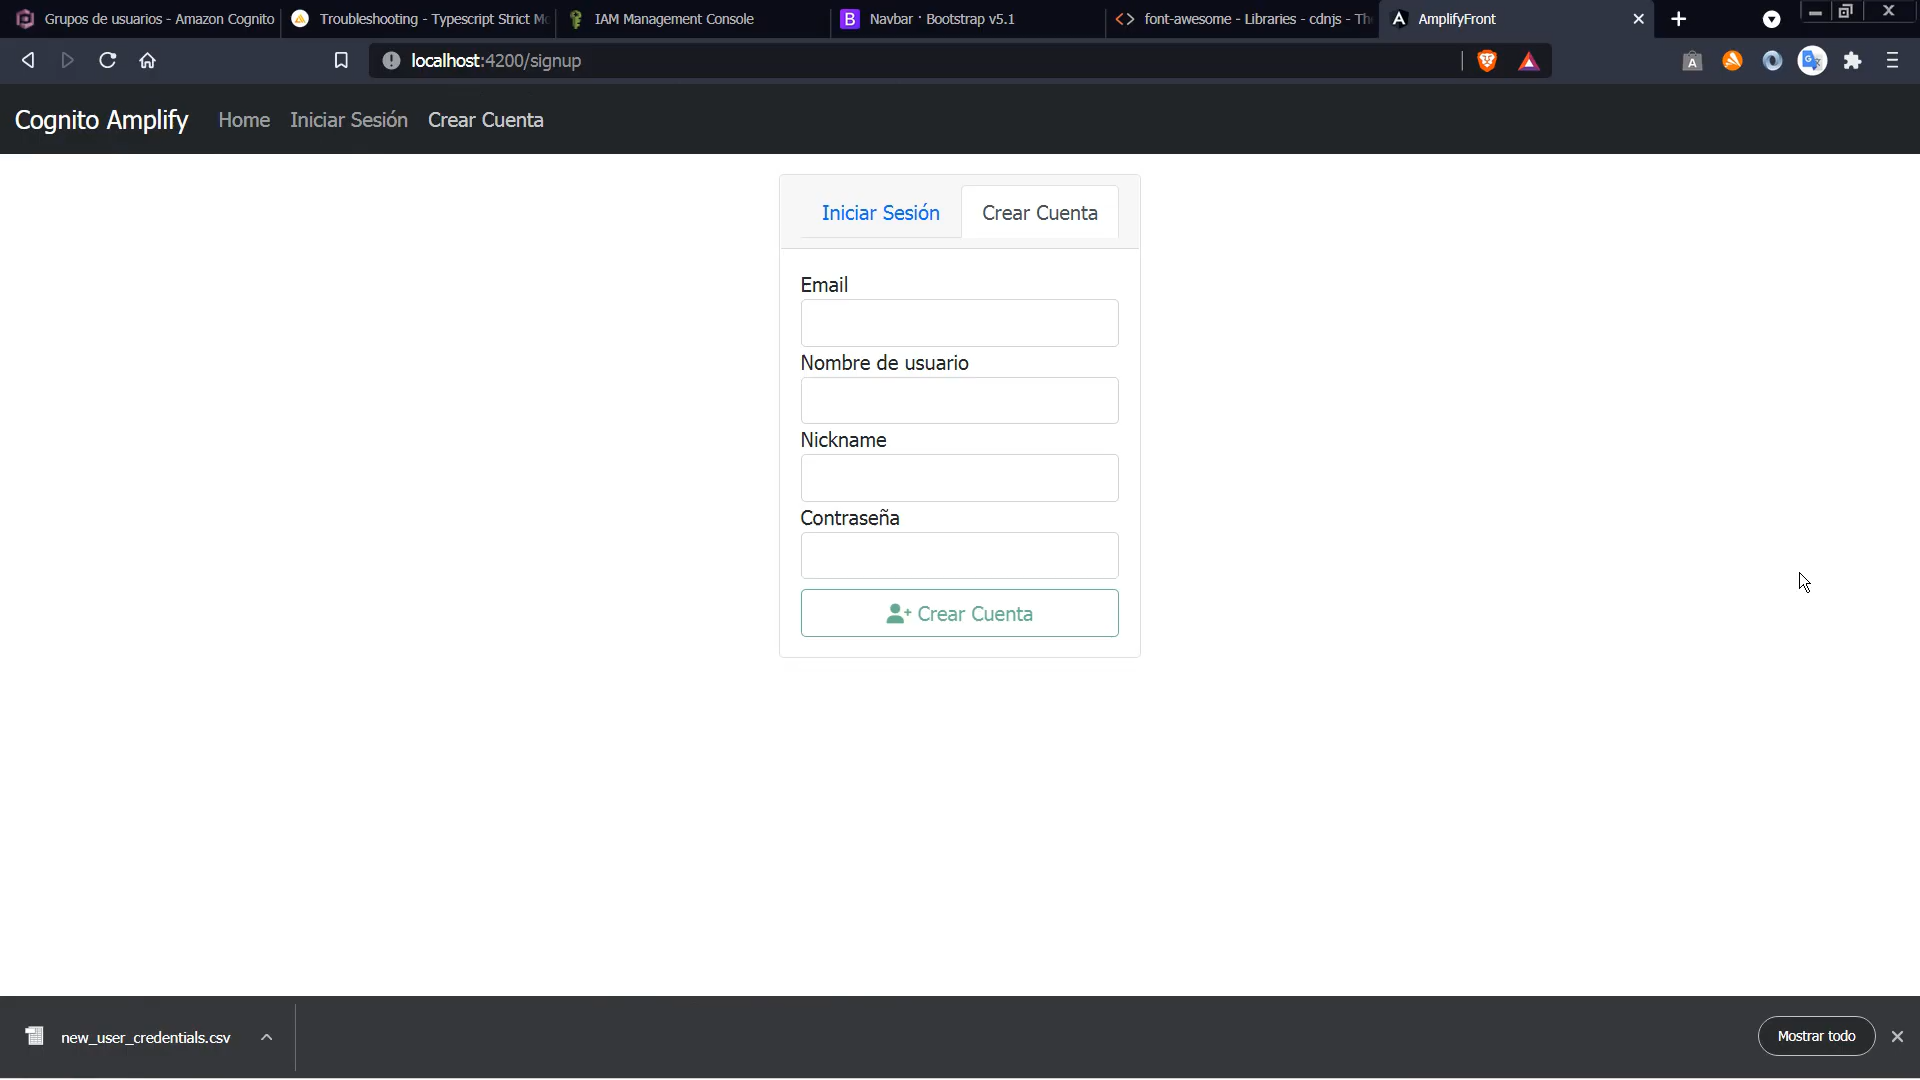 Grupos de usuarios - Amazon Cognito
Troubleshooting - Typescript Strict Mo
IAM Management Console
Navbar · Bootstrap v5.1
font-awesome - Libraries - cdnjs - The
AmplifyFront
localhost:4200/signup
Cognito Amplify
Home
Iniciar Sesión
Crear Cuenta
Iniciar Sesión
Crear Cuenta
Email
Nombre de usuario
Nickname
Contraseña
Crear Cuenta
new_user_credentials.csv
Mostrar todo